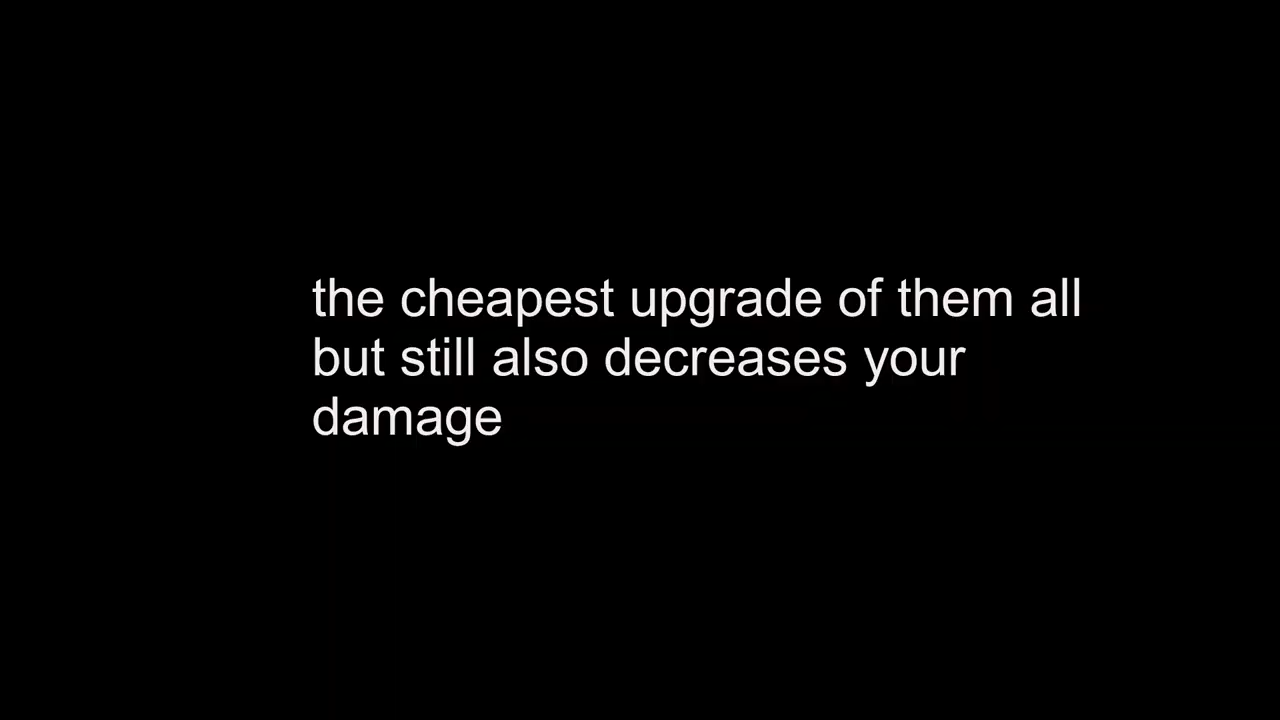 the cheapest upgrade of them all
but still also decreases your
damage